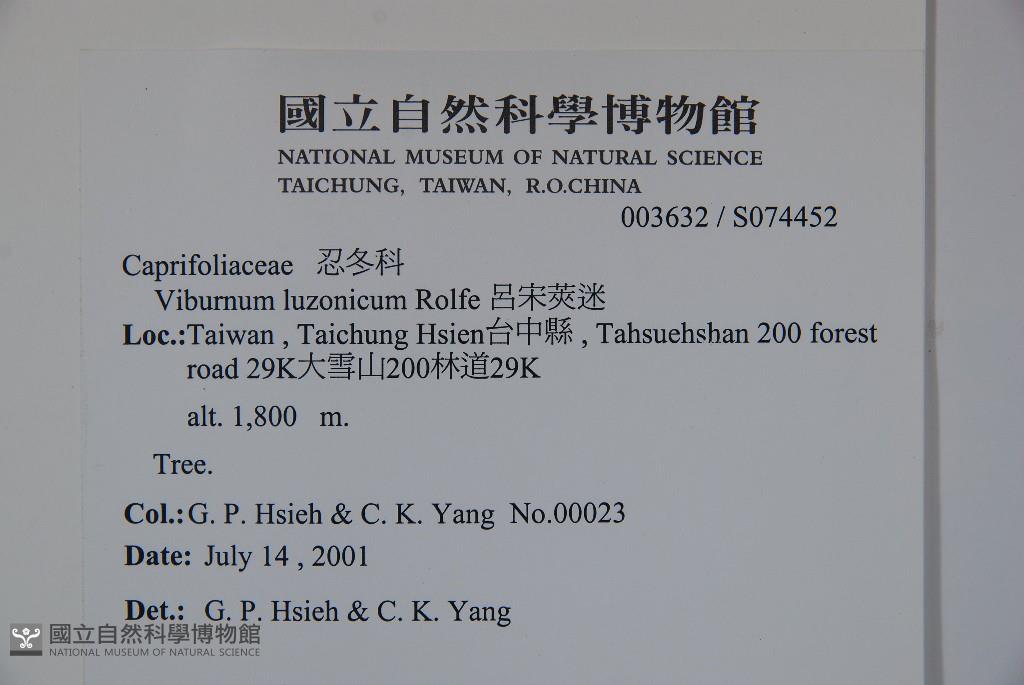 國立自然科學博物館
NATIONAL MUSEUM OF NATURAL SCIENCE
TAICHUNG, TAIWAN, R.O.CHINA
003632 / S074452
Caprifoliaceae 忍冬科
Viburnum luzonicum Rolfe 呂宋莢迷
Loc.:Taiwan , Taichung Hsien台中縣 , Tahsuehshan 200 forest
road 29K大雪山200林道29K
alt. 1,800 m.
Tree.
Col.: G. P. Hsieh & C. K. Yang No.00023
Date: July 14 , 2001
Det.: G. P. Hsieh & C. K. Yang
國立自然科學博物館
NATIONAL MUSEUM OF NATURAL SCIENCE